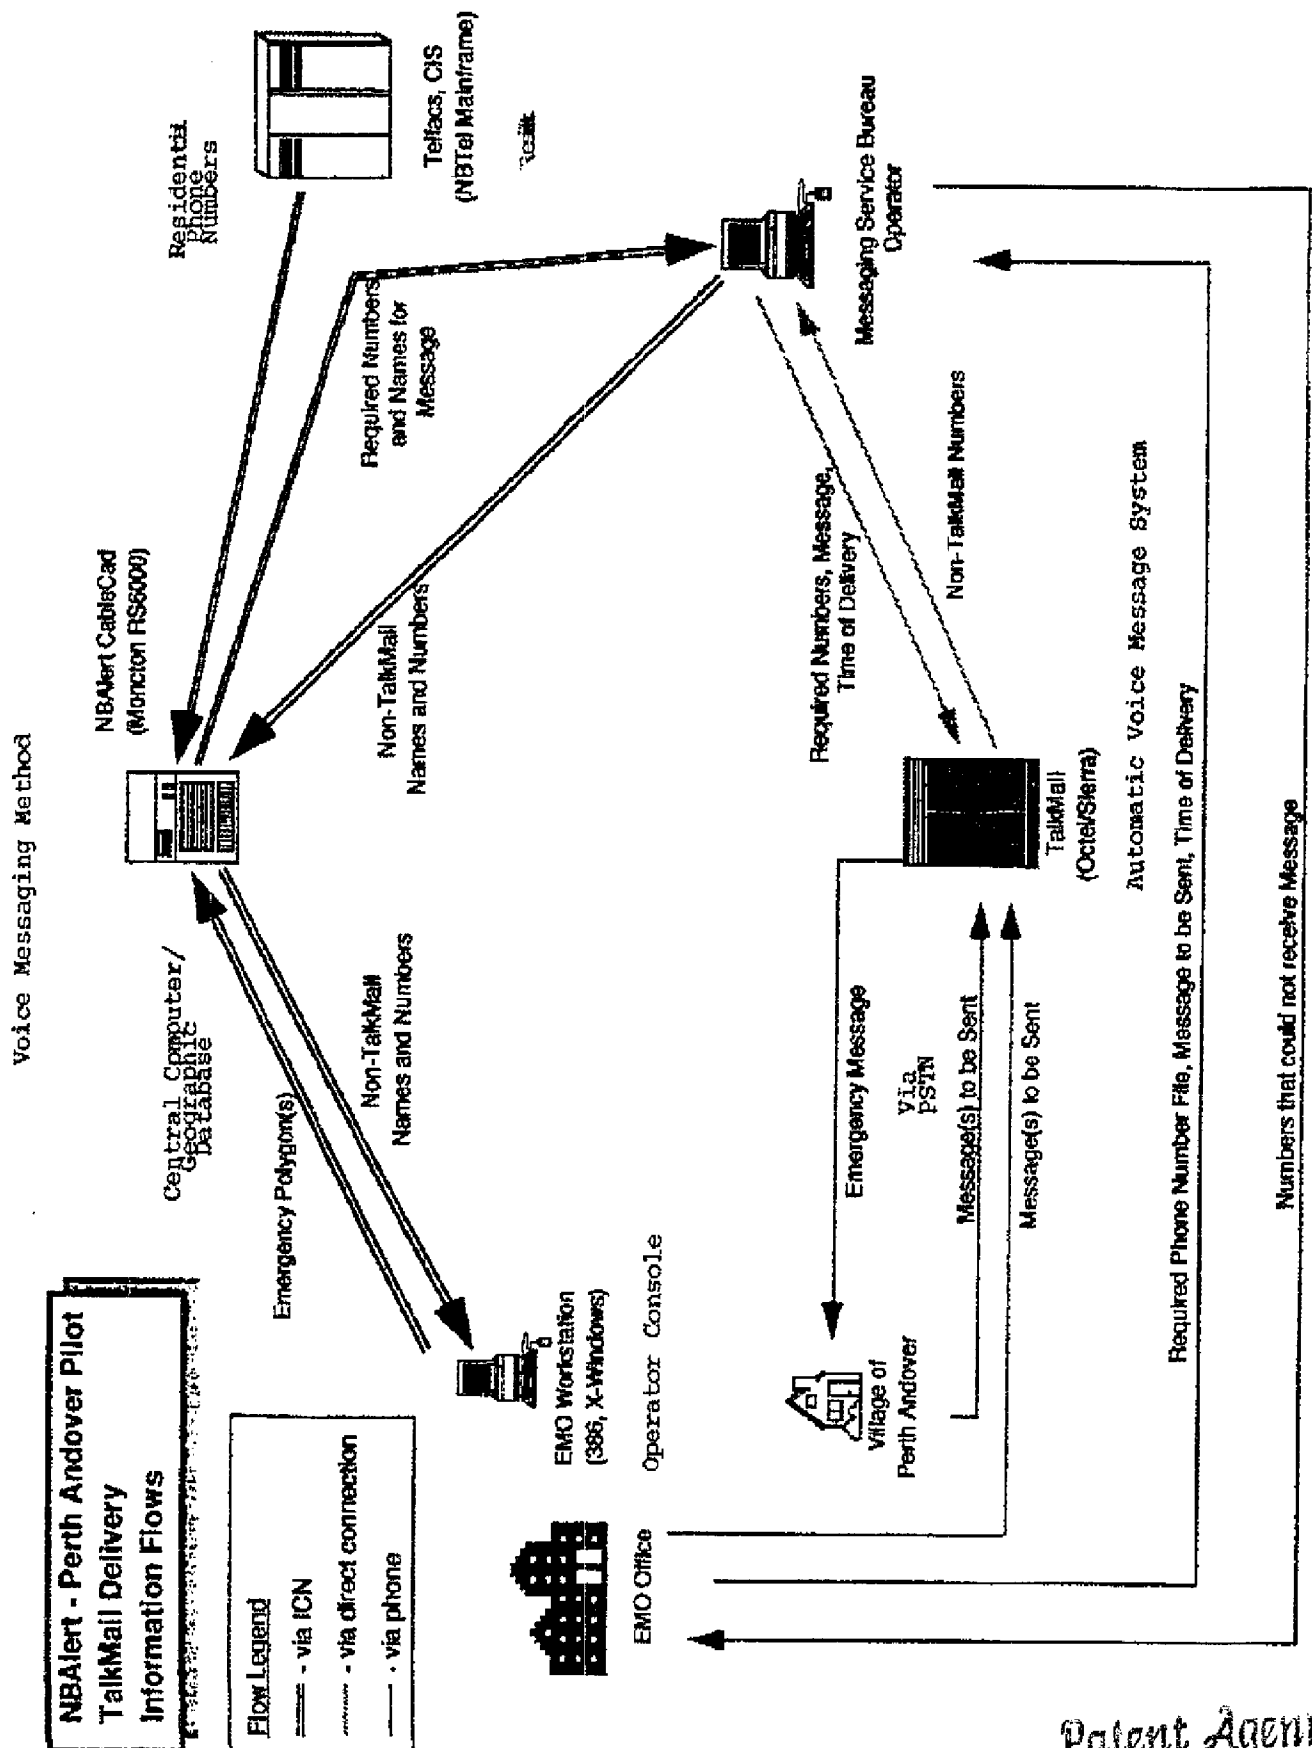 Voice Messaging Method
NBAlert - Perth Andover Pilot
TalkMail Delivery
Information Flows
Flow Legend
- via ICN
- via direct connection
- via phone
Central Computer/
Geographic
Database
NBAlert CableCad
(Moncton RS6000)
Residential
Phone
Numbers
Telfacs, CIS
(NBTel Mainframe)
Emergency Polygon(s)
Non-TalkMail
Names and Numbers
Non-TalkMail
Names and Numbers
Required Numbers
and Names for
Message
EMO Workstation
(386, X-Windows)
Operator Console
EMO Office
Messaging Service Bureau
Operator
Required Numbers, Message,
Time of Delivery
Non-TalkMail Numbers
Village of
Perth Andover
Emergency Message
Via
PSTN
Message(s) to be Sent
Message(s) to be Sent
TalkMail
(Octel/Sierra)
Automatic Voice Message System
Required Phone Number File, Message to be Sent, Time of Delivery
Numbers that could not receive Message
Patent Agent